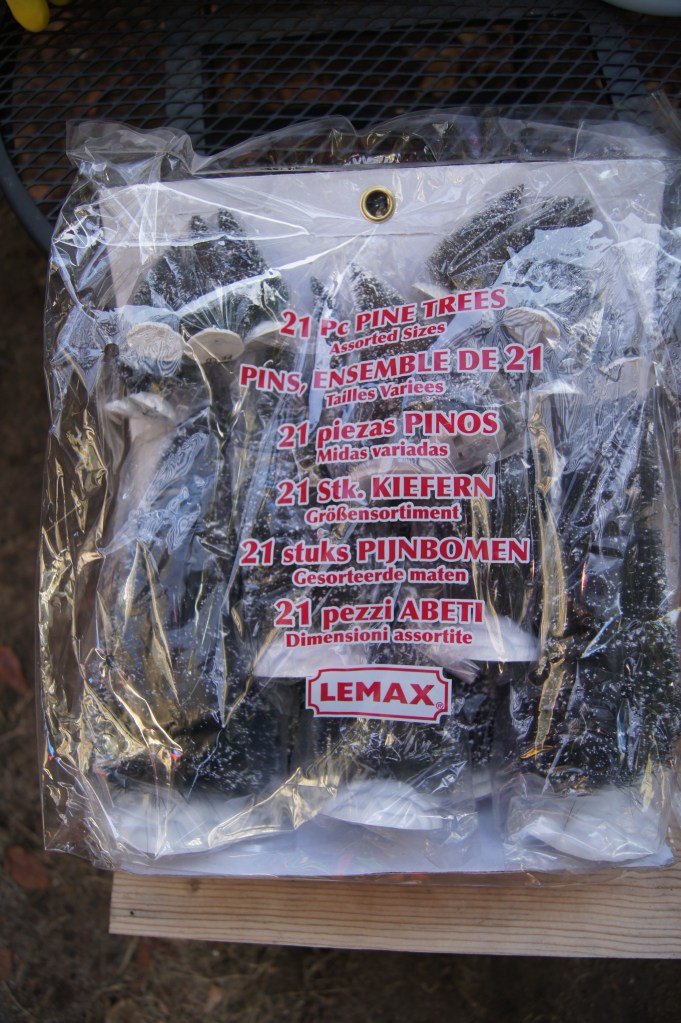 21 Pc PINE TREES
Assorted Sizes
PINS, ENSEMBLE DE 21
Tailles Variees
21 piezas PINOS
Midas variadas
21 Stk. KIEFERN
Größensortiment
21 stuks PIJNBOMEN
Gesorteerde maten
21 pezzi ABETI
Dimensioni assortite
LEMAX®